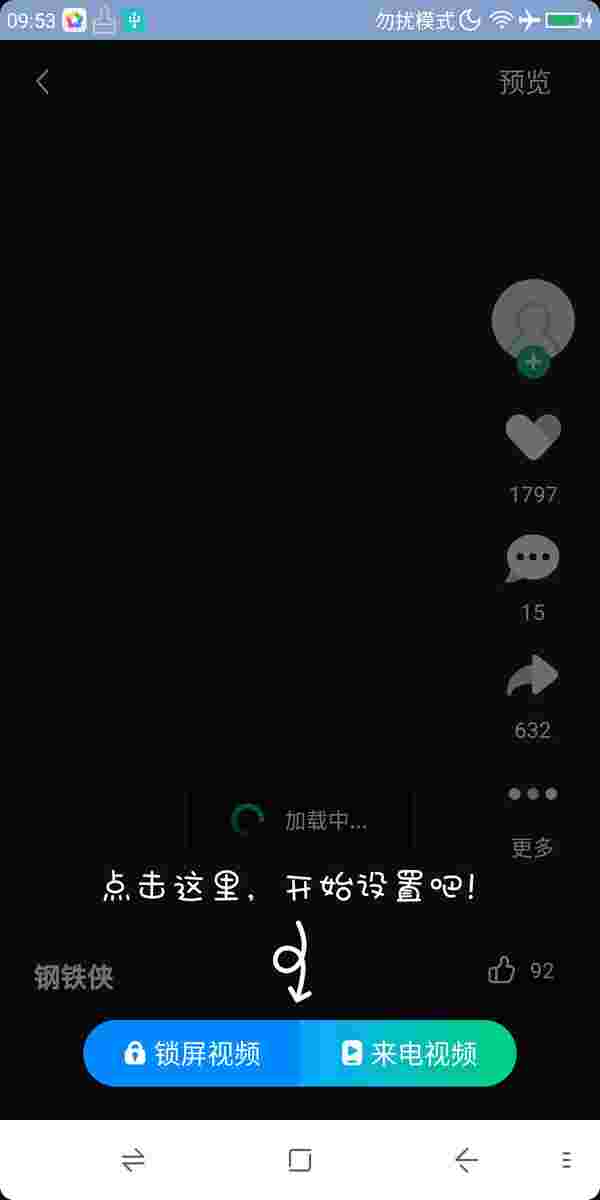 09:53 勿扰模式
预览
1797
15
632
加载中...
更多
点击这里，开始设置吧！
钢铁侠 92
锁屏视频 来电视频